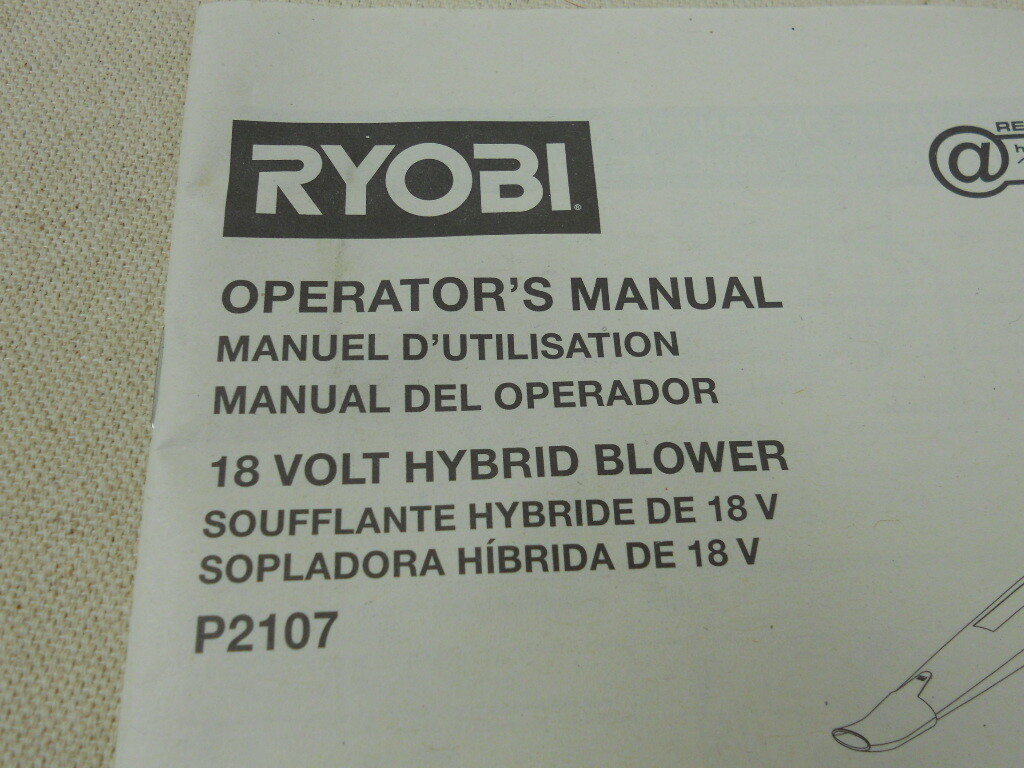 RYOBI®
OPERATOR'S MANUAL
MANUEL D'UTILISATION
MANUAL DEL OPERADOR
18 VOLT HYBRID BLOWER
SOUFFLANTE HYBRIDE DE 18 V
SOPLADORA HÍBRIDA DE 18 V
P2107
RE
@